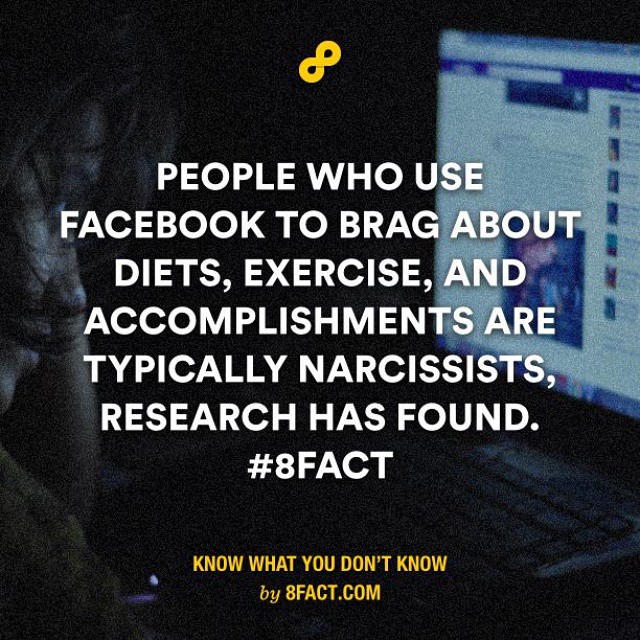 PEOPLE WHO USE
FACEBOOK TO BRAG ABOUT
DIETS, EXERCISE, AND
ACCOMPLISHMENTS ARE
TYPICALLY NARCISSISTS,
RESEARCH HAS FOUND.
#8FACT
KNOW WHAT YOU DON'T KNOW
by 8FACT.COM